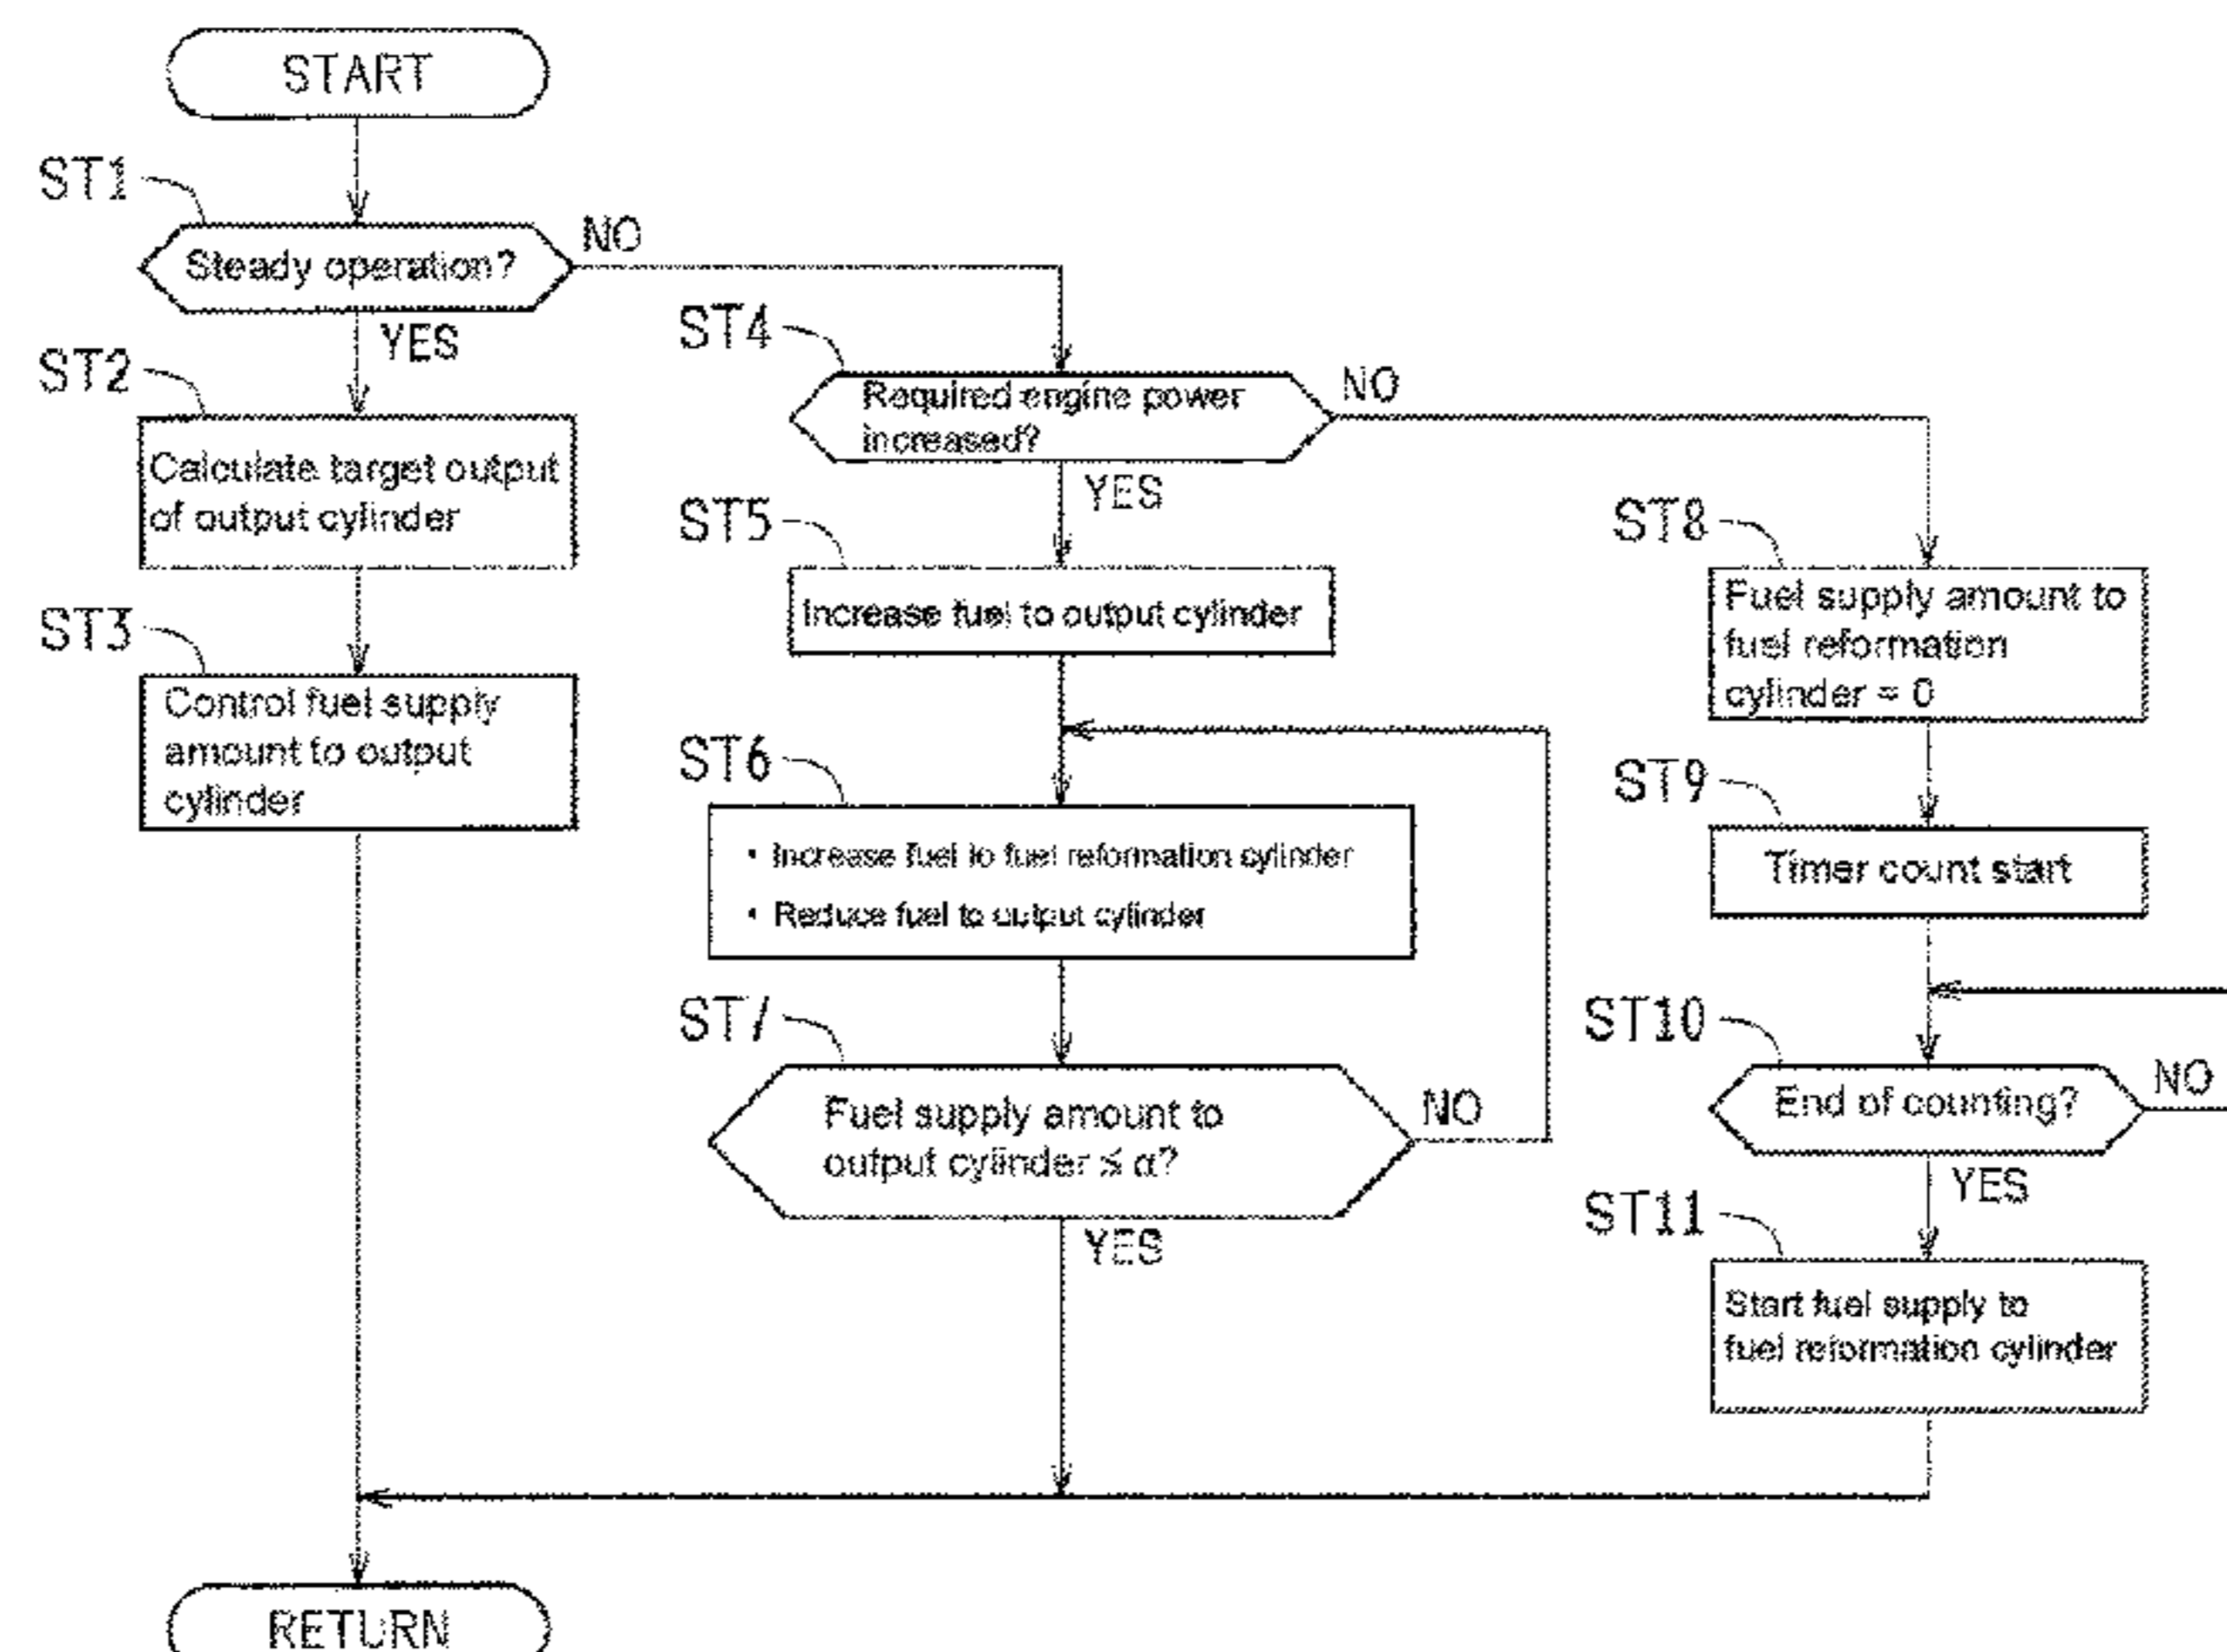 START
ST1
Steady operation?
NO
YES
ST2
Calculate target output
of output cylinder
ST3
Control fuel supply
amount to output
cylinder
ST4
Required engine power
increased?
NO
YES
ST5
Increase fuel to output cylinder
ST6
• Increase fuel to fuel reformation cylinder
• Reduce fuel to output cylinder
ST7
Fuel supply amount to
output cylinder ≤ α?
NO
YES
ST8
Fuel supply amount to
fuel reformation
cylinder = 0
ST9
Timer count start
ST10
End of counting?
NO
YES
ST11
Start fuel supply to
fuel reformation cylinder
RETURN